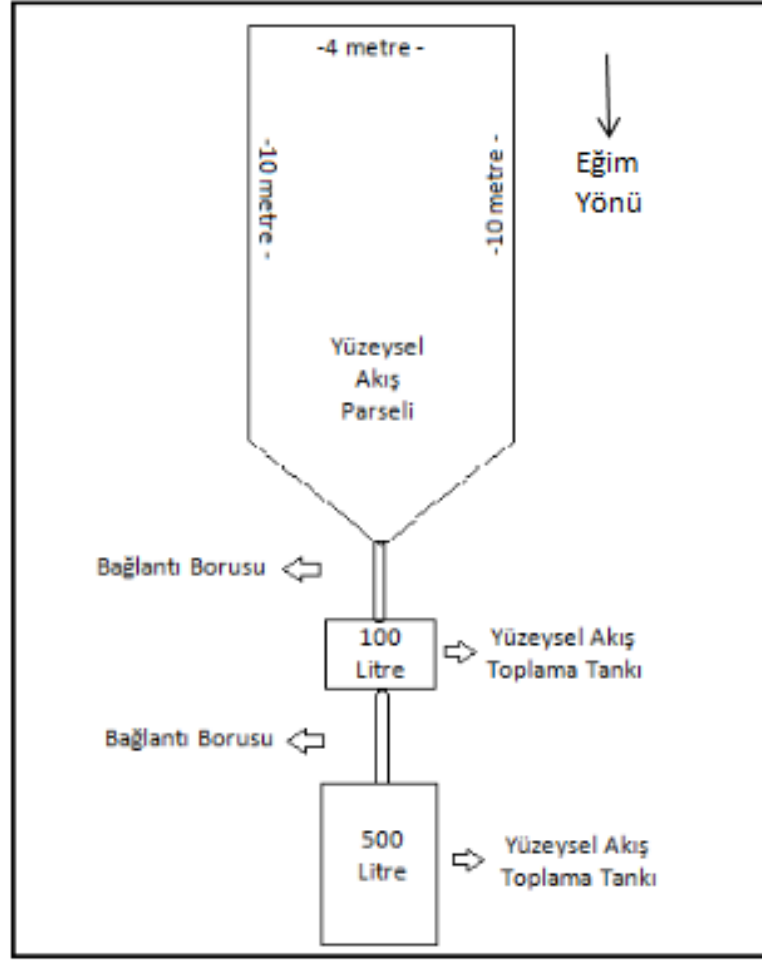 -4 metre -
-10 metre -
-10 metre -
Eğim
Yönü
Yüzeysel
Akış
Parseli
Bağlantı Borusu
100
Litre
Yüzeysel Akış
Toplama Tankı
Bağlantı Borusu
500
Litre
Yüzeysel Akış
Toplama Tankı